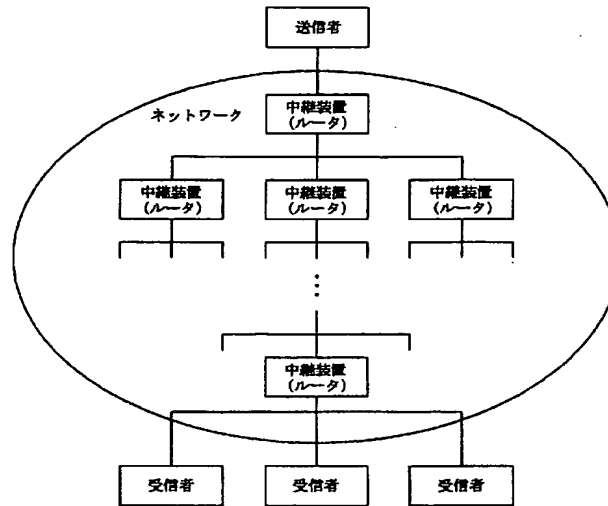 送信者
ネットワーク
中継装置
(ルータ)
中継装置
(ルータ)
中継装置
(ルータ)
中継装置
(ルータ)
中継装置
(ルータ)
受信者
受信者
受信者